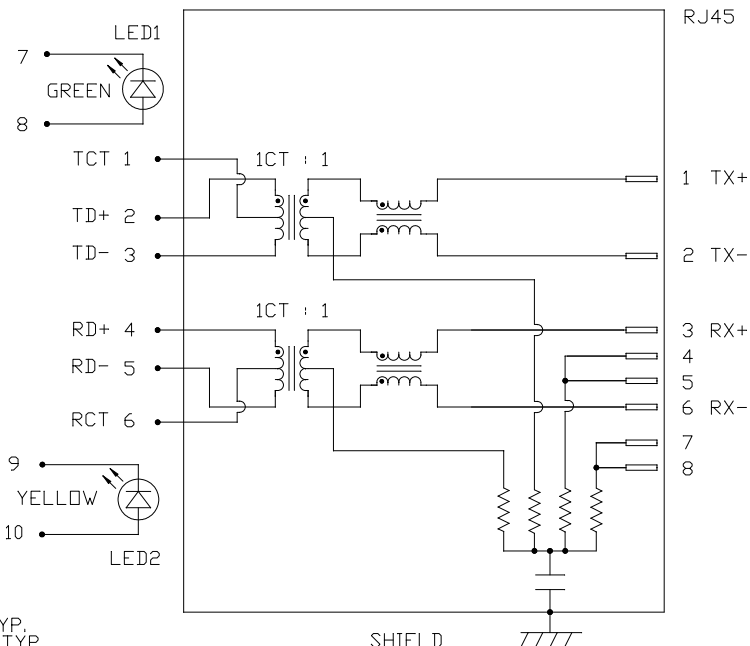 RJ45
LED1
7
GREEN
8
TCT 1
1CT : 1
1 TX+
TD+ 2
TD- 3
2 TX-
1CT : 1
RD+ 4
3 RX+
4
RD- 5
5
RCT 6
6 RX-
7
8
9
YELLOW
10
LED2
YP.
TYP
SHIELD